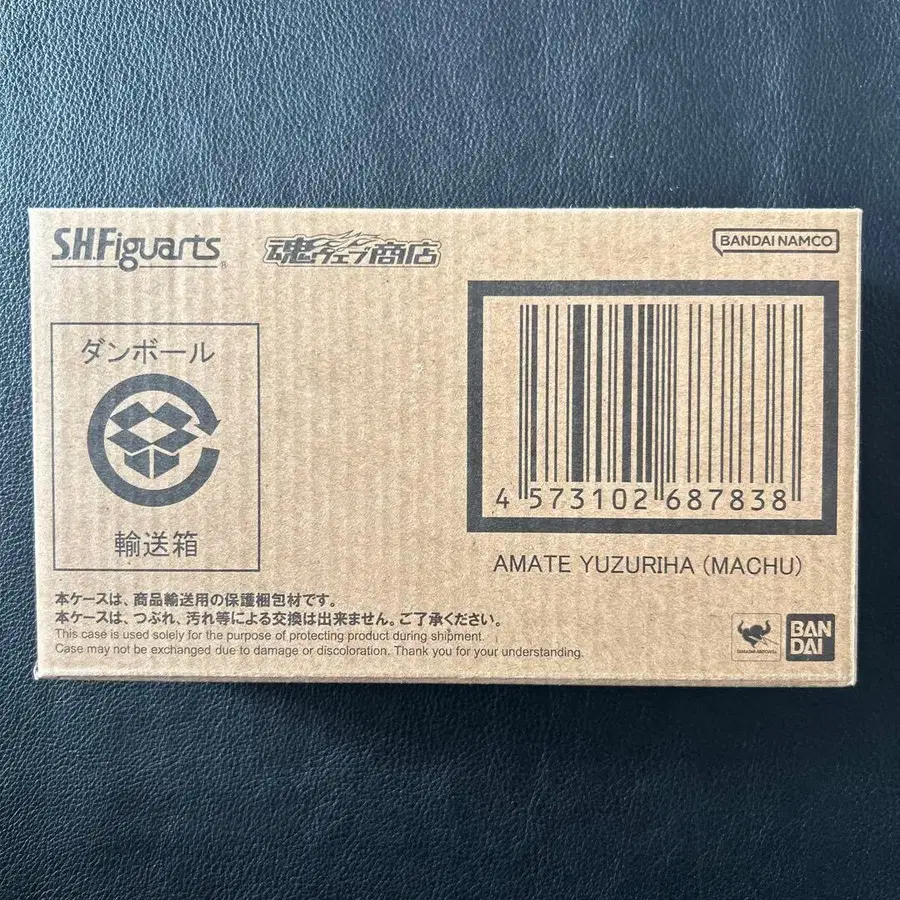 S.H.Figuarts®
魂ウェブ商店
BANDAI NAMCO
ダンボール
輸送箱
4 573102 687838
AMATE YUZURIHA (MACHU)
本ケースは、商品輸送用の保護梱包材です。
本ケースは、つぶれ、汚れ等による交換は出来ません。ご了承ください。
This case is used solely for the purpose of protecting product during shipment.
Case may not be exchanged due to damage or discoloration. Thank you for your understanding.
BAN
DAI